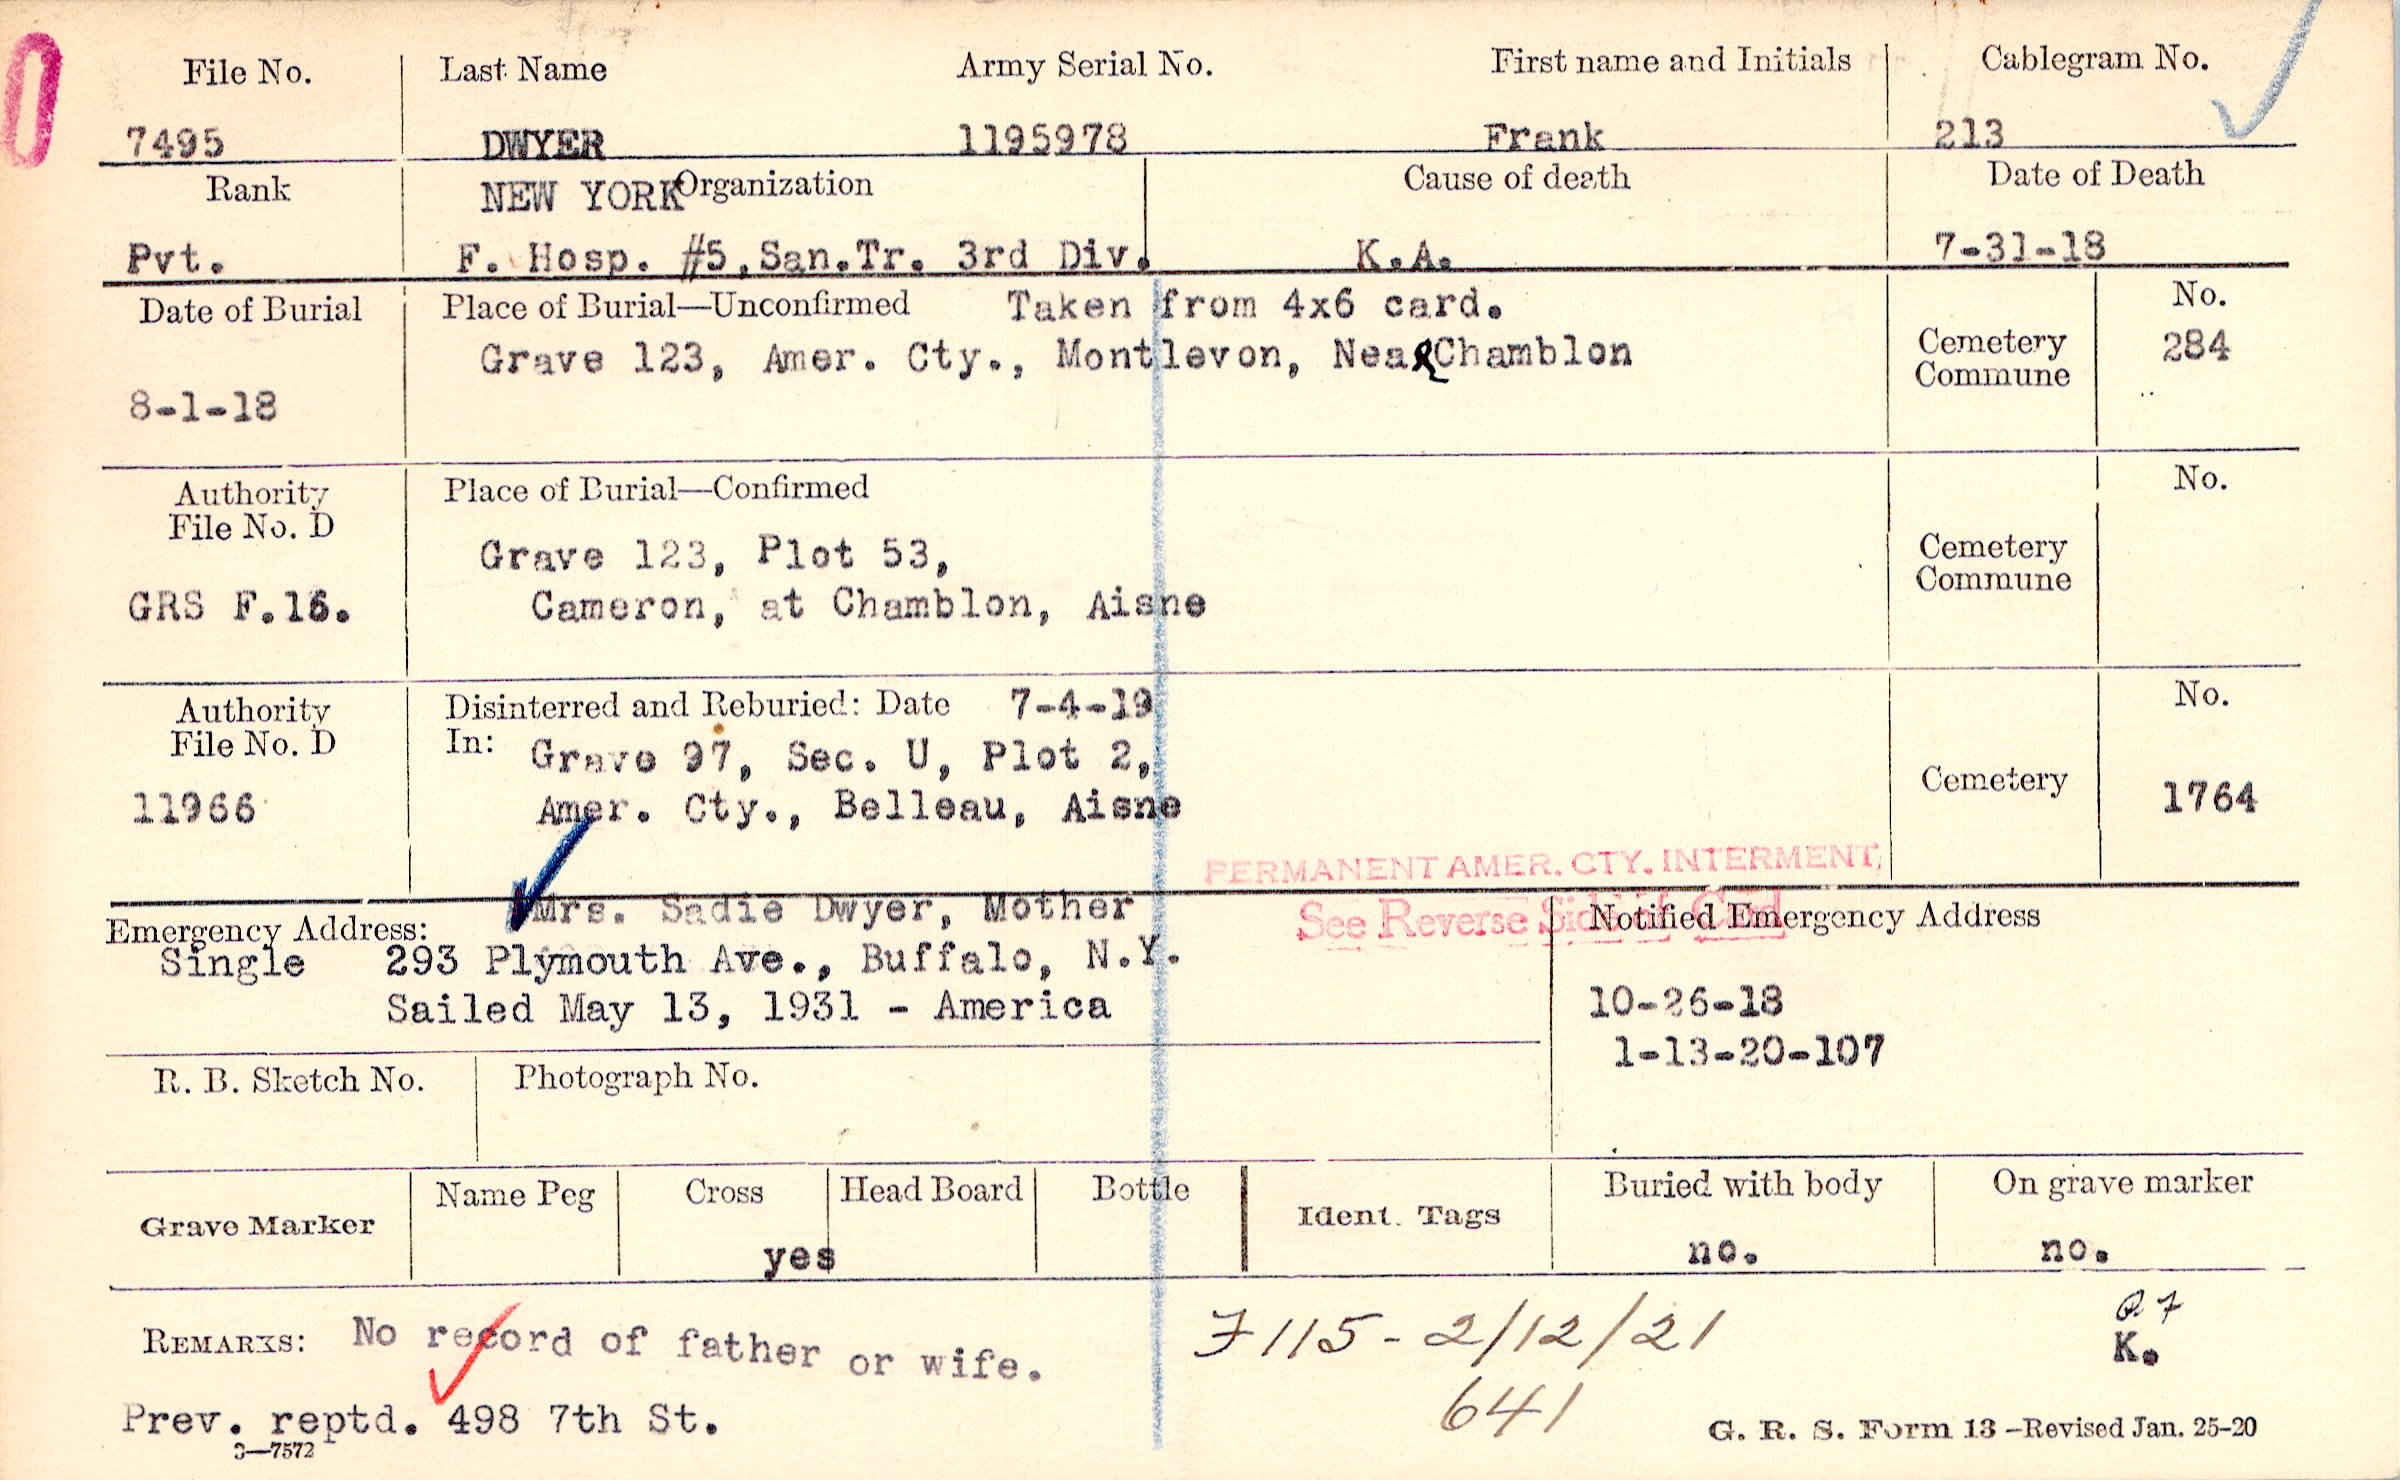 File No. Last Name Army Serial No. First name and Initials Cablegram No.
7495 DWYER 1195978 Frank 213
Rank NEW YORK Organization Cause of death Date of Death
Pvt. F. Hosp. #5, San.Tr. 3rd Div. K.A. 7-31-18
Date of Burial Place of Burial—Unconfirmed Taken from 4x6 card. No.
Grave 123, Amer. Cty., Montlevon, Near Chamblon Cemetery 284
Commune
8-1-18
Authority Place of Burial—Confirmed No.
File No. D
Grave 123, Plot 53, Cemetery
Commune
GRS F.16. Cameron, at Chamblon, Aisne
Authority Disinterred and Reburied: Date 7-4-19 No.
File No. D In: Grave 97, Sec. U, Plot 2,
11966 Amer. Cty., Belleau, Aisne Cemetery 1764
PERMANENT AMER. CTY. INTERMENT,
See Reverse Side of Card
Emergency Address: Mrs. Sadie Dwyer, Mother Notified Emergency Address
Single 293 Plymouth Ave., Buffalo, N.Y.
Sailed May 13, 1931 - America 10-26-18
1-13-20-107
R. B. Sketch No. Photograph No.
Grave Marker Name Peg Cross Head Board Bottle Ident. Tags Buried with body On grave marker
yes no. no.
REMARKS: No record of father or wife. F115-2/12/21
K.
641
Prev. reptd. 498 7th St.
3—7572 G. R. S. Form 13—Revised Jan. 25-20